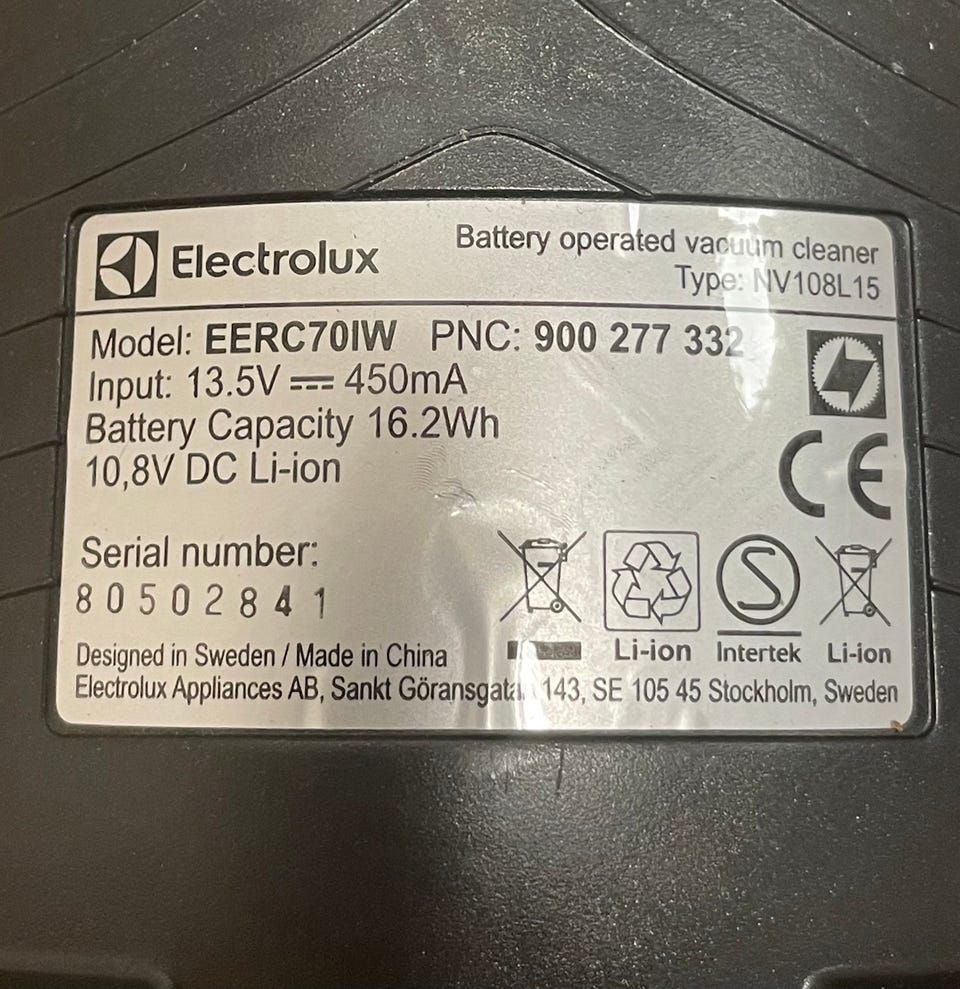 Electrolux
Battery operated vacuum cleaner
Type: NV108L15
Model: EERC70IW PNC: 900 277 332
Input: 13.5V ⎓ 450mA
Battery Capacity 16.2Wh
10,8V DC Li-ion
CE
Serial number:
80502841
Li-ion
S
Intertek
Li-ion
Designed in Sweden / Made in China
Electrolux Appliances AB, Sankt Göransgatan 143, SE 105 45 Stockholm, Sweden